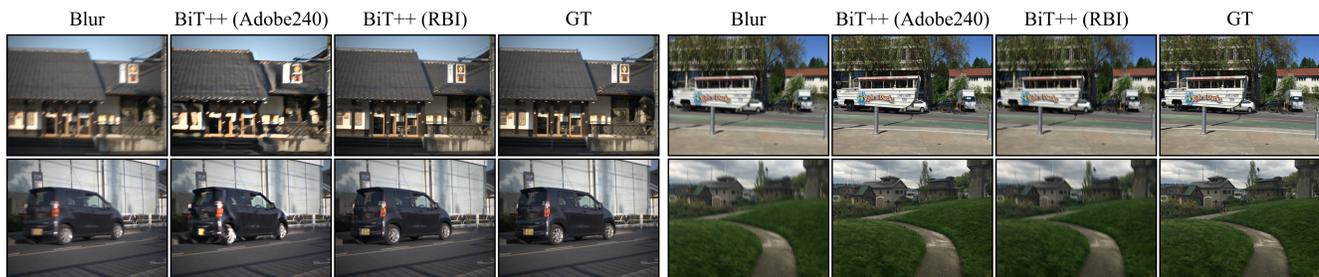 Blur BiT++ (Adobe240) BiT++ (RBI) GT Blur BiT++ (Adobe240) BiT++ (RBI) GT